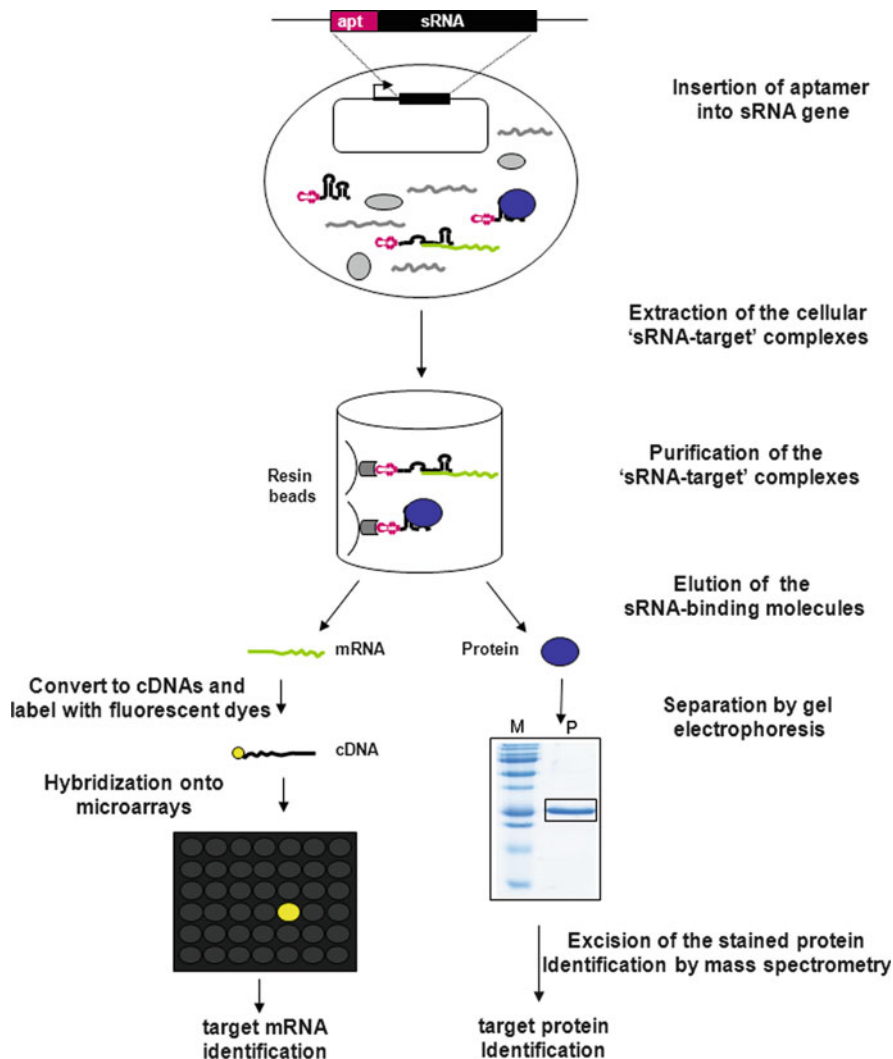 apt sRNA
Insertion of aptamer
into sRNA gene
Extraction of the cellular
‘sRNA-target’ complexes
Purification of the
‘sRNA-target’ complexes
Resin
beads
Elution of the
sRNA-binding molecules
mRNA
Protein
Convert to cDNAs and
label with fluorescent dyes
Separation by gel
electrophoresis
M P
cDNA
Hybridization onto
microarrays
Excision of the stained protein
Identification by mass spectrometry
target mRNA
identification
target protein
Identification